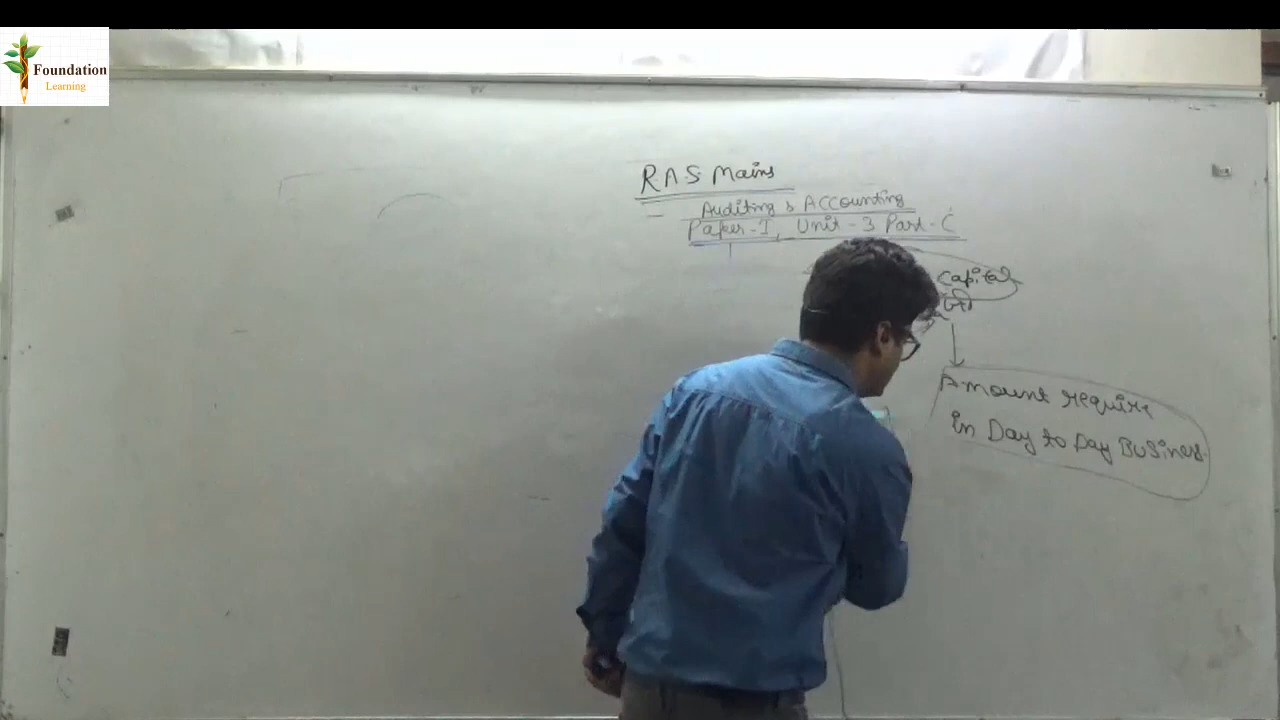 Foundation
Learning
RAS Mains
Auditing & Accounting
Paper-I, Unit-3 Part-C
Capital
Amount require
in Day to Day Business